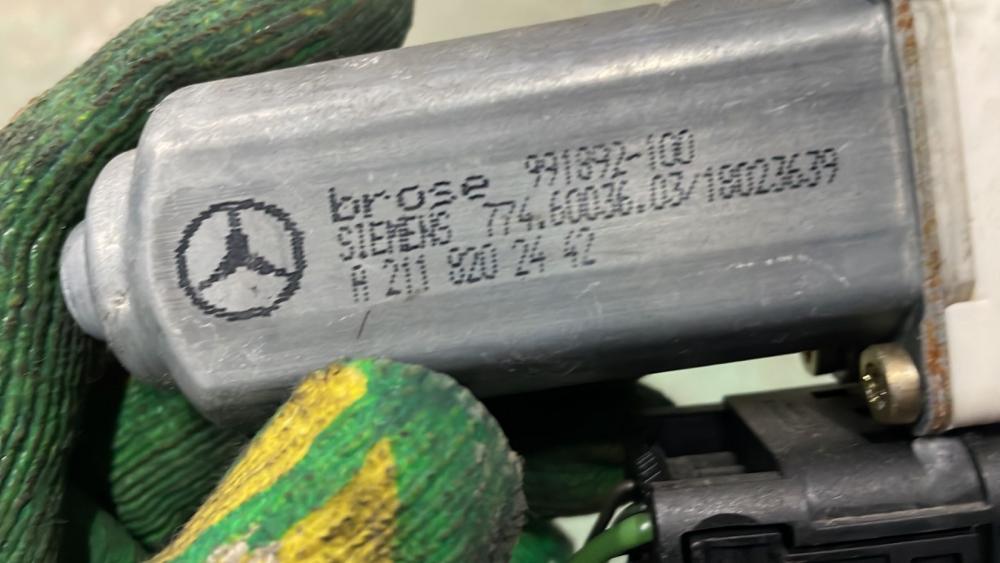 brose 991892-100
SIEMENS 774.60036.03/18023639
A 211 820 24 42